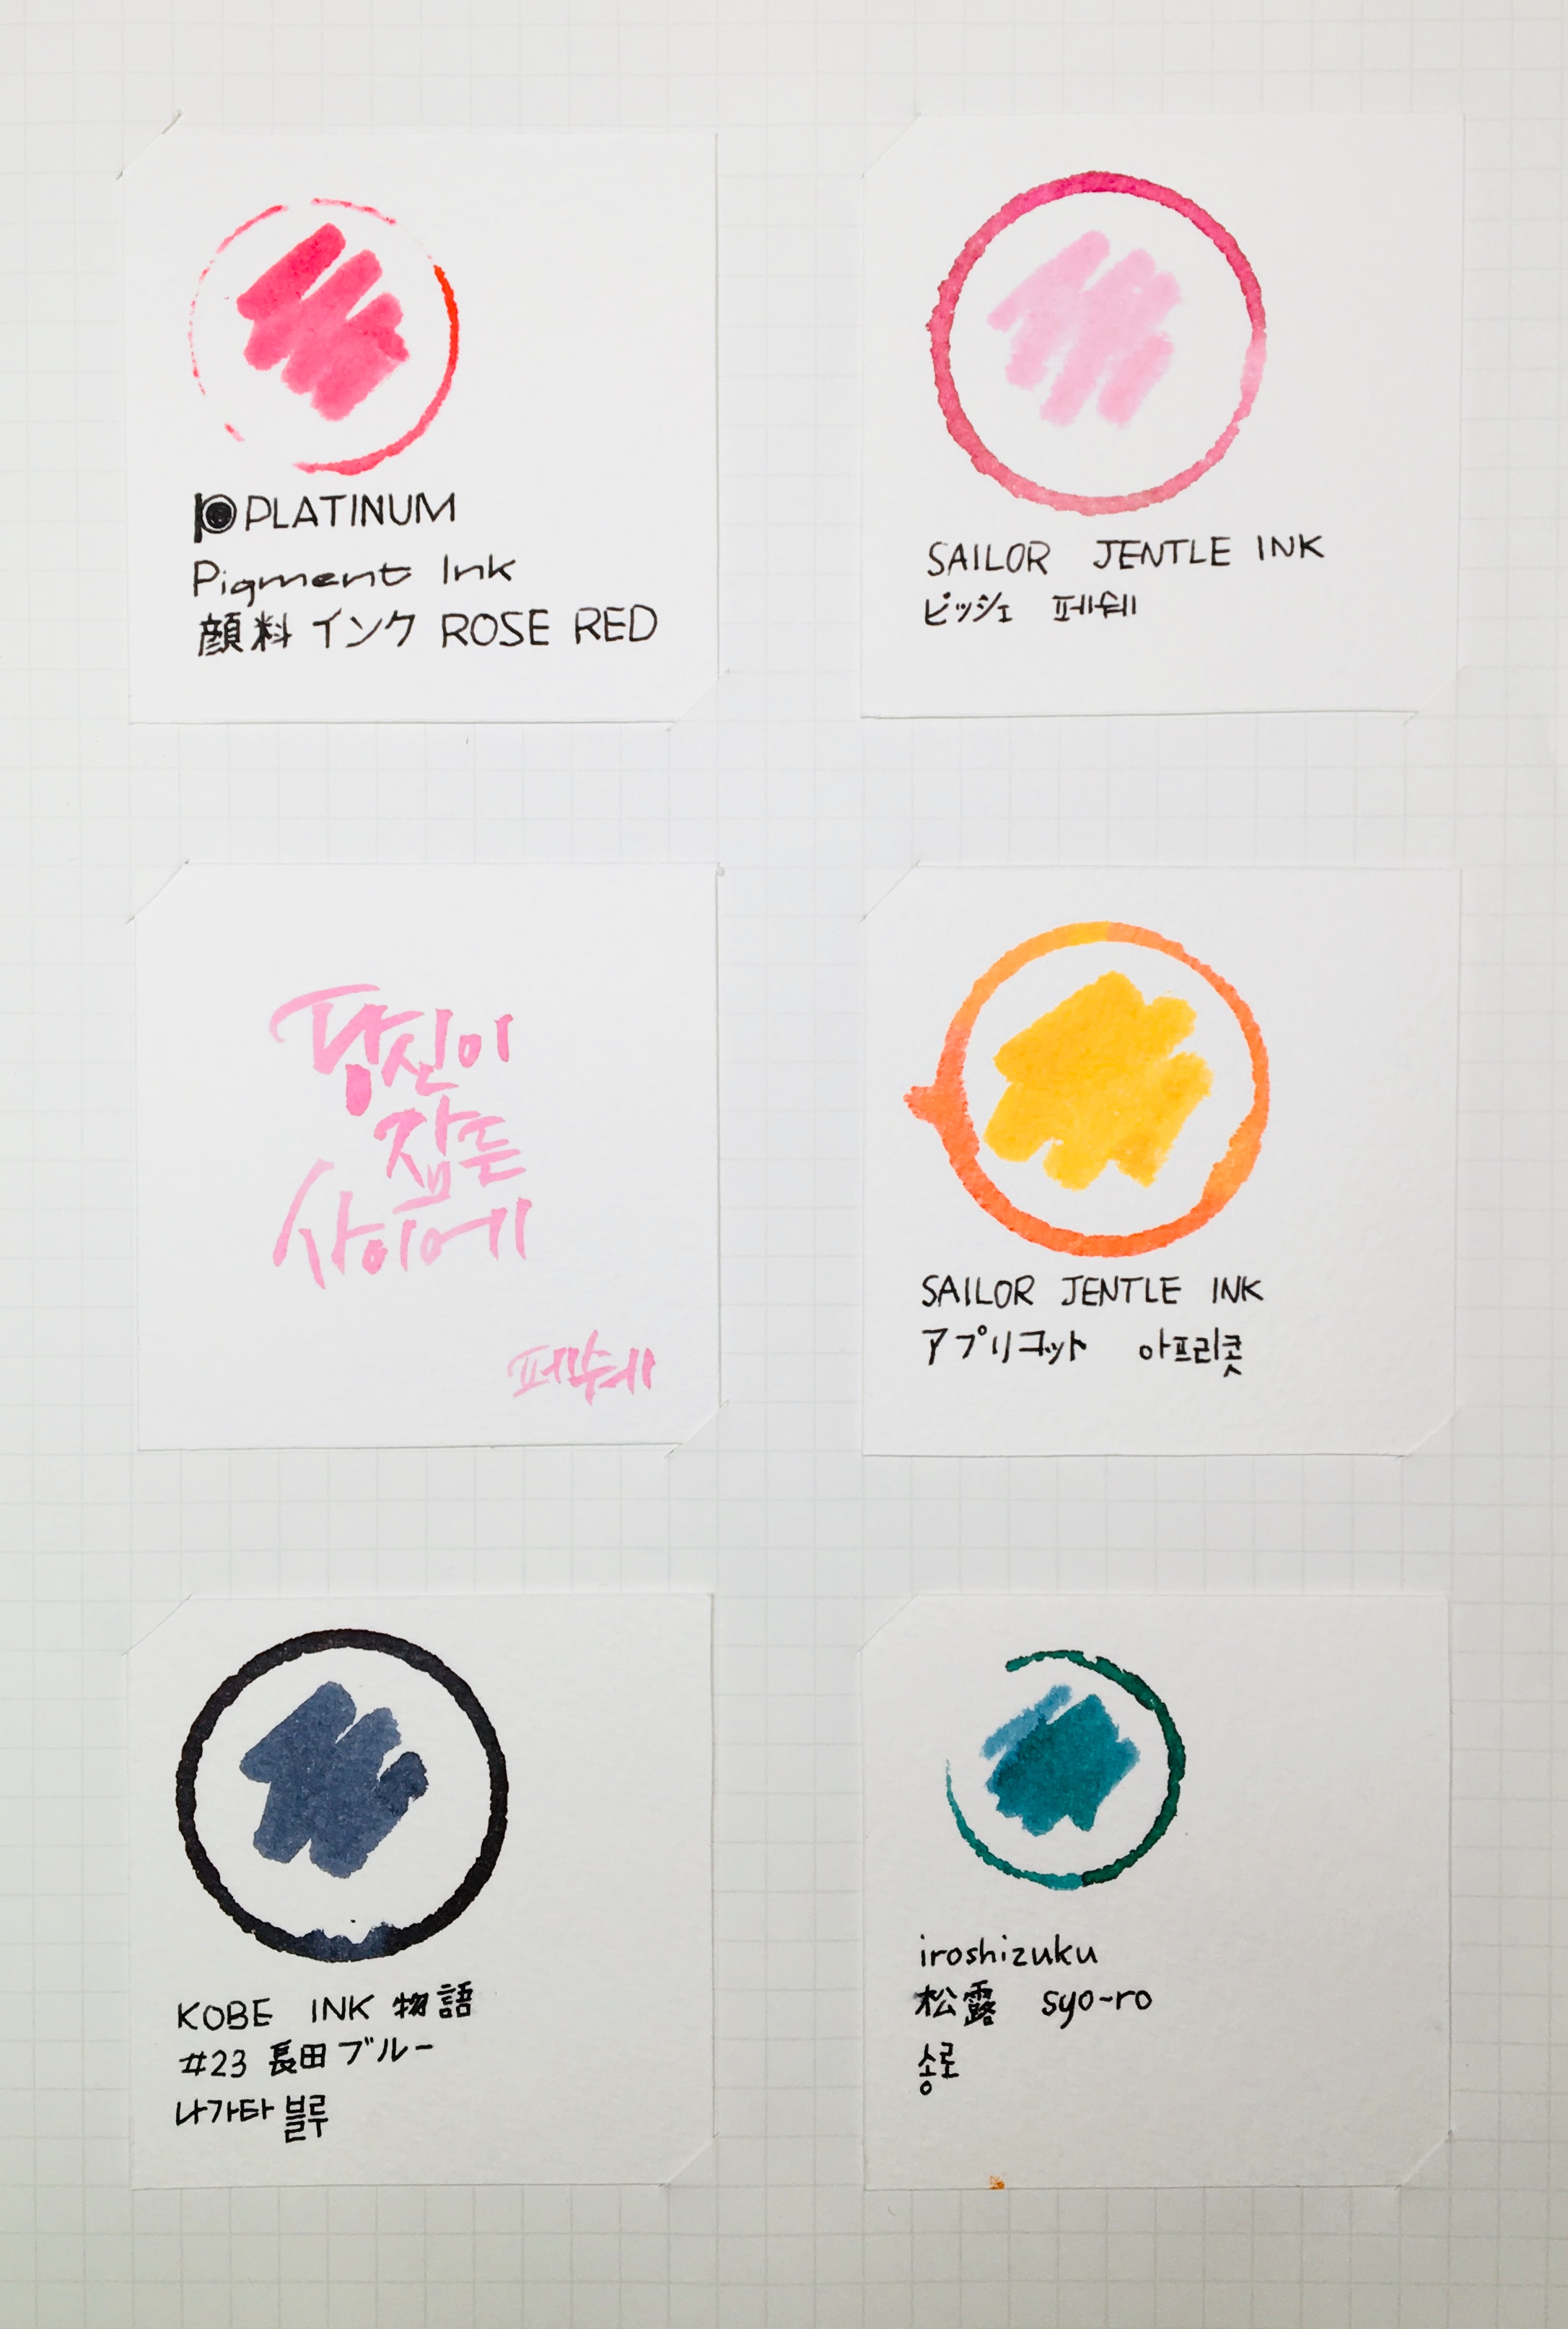 PLATINUM
Pigment Ink
顔料 インク ROSE RED
SAILOR JENTLE INK
ピッシェ 페쉐
당신이
잠든
사이에
SAILOR JENTLE INK
アプリコット 아프리콧
KOBE INK 物語
#23 長田ブルー
나가타 블루
iroshizuku
松露 syo-ro
송로